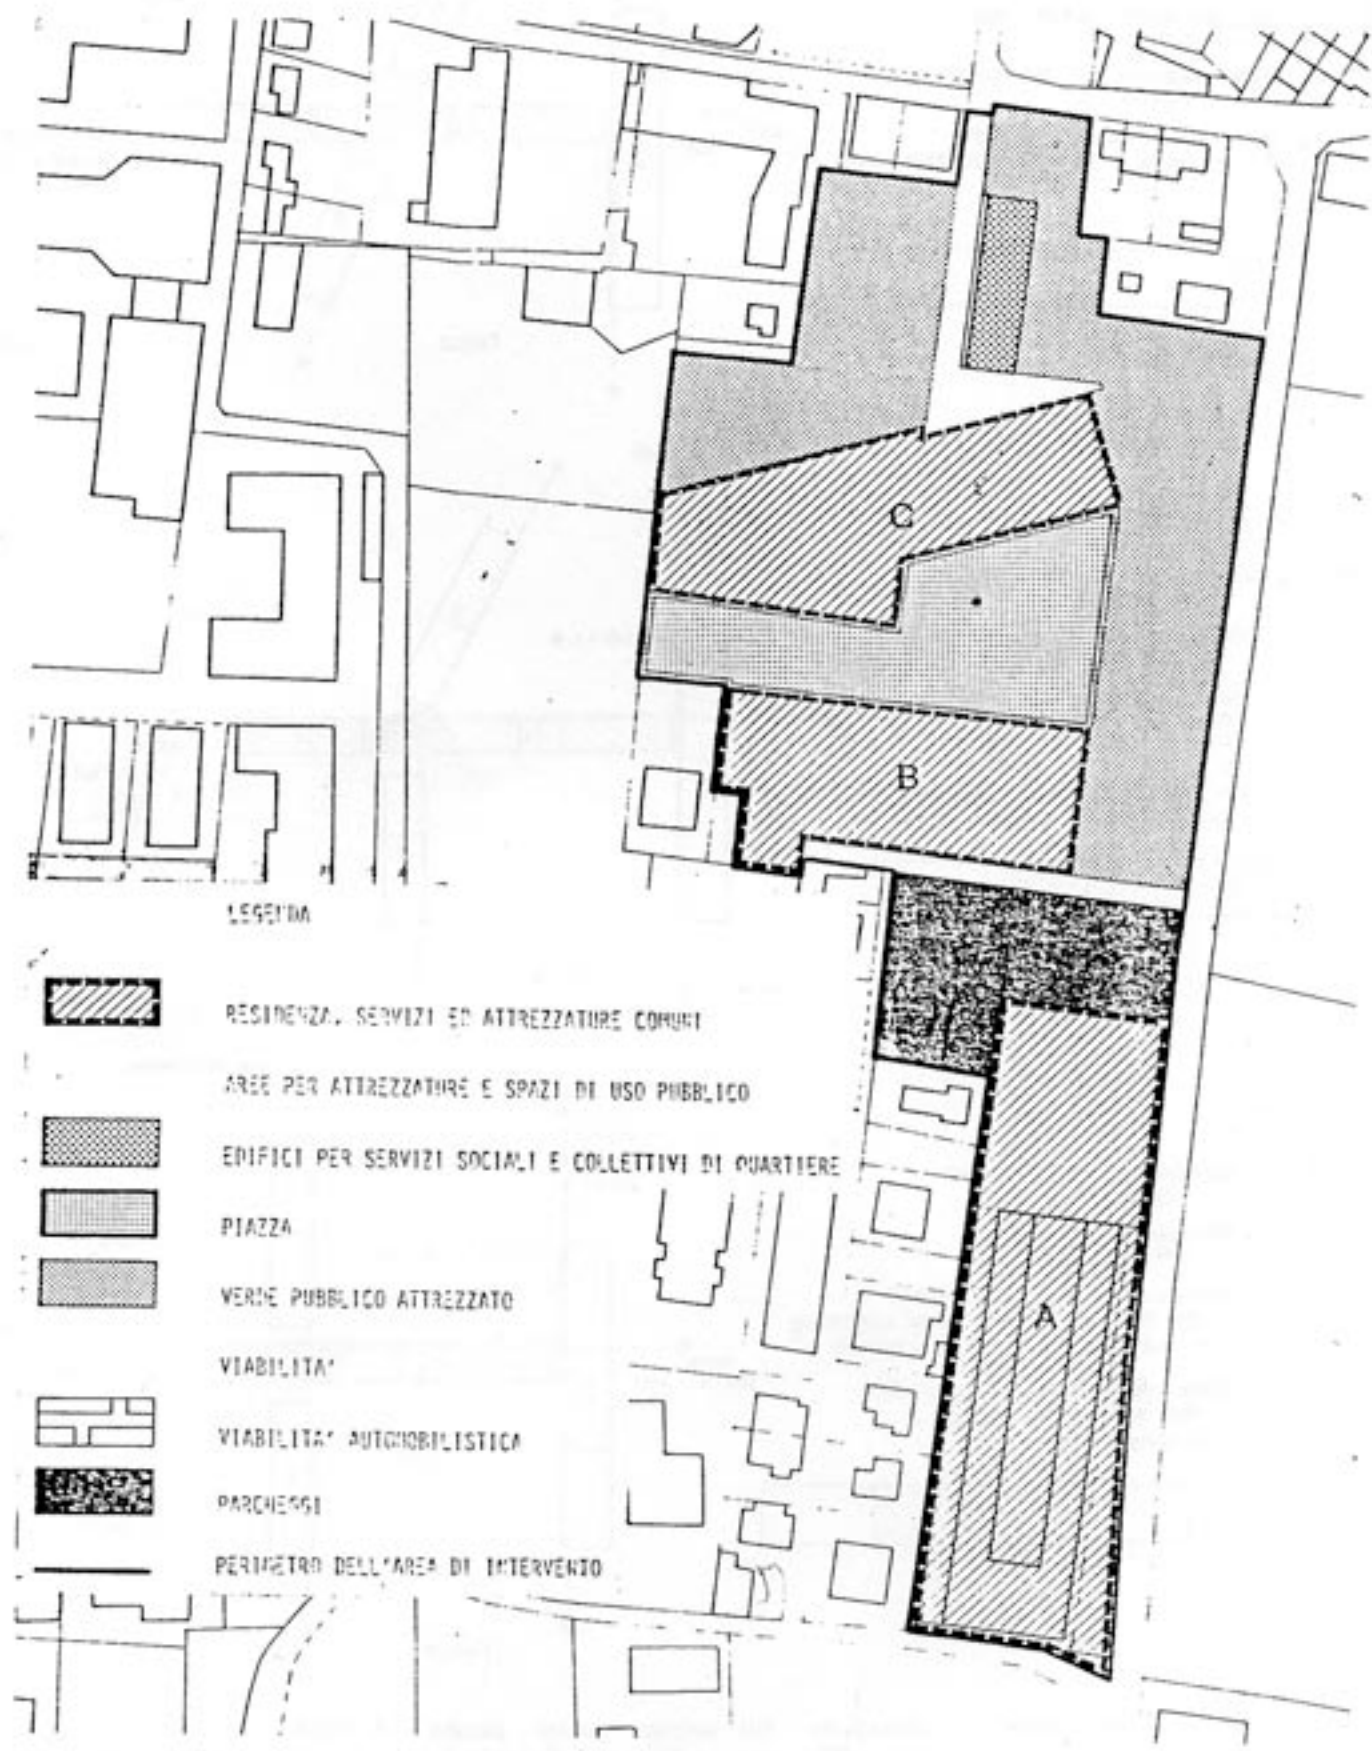 C
B
A
LEGENDA
RESIDENZA, SERVIZI ED ATTREZZATURE COMUNI
AREE PER ATTREZZATURE E SPAZI DI USO PUBBLICO
EDIFICI PER SERVIZI SOCIALI E COLLETTIVI DI QUARTIERE
PIAZZA
VERDE PUBBLICO ATTREZZATO
VIABILITA'
VIABILITA' AUTOMOBILISTICA
PARCHEGGI
PERIMETRO DELL'AREA DI INTERVENTO